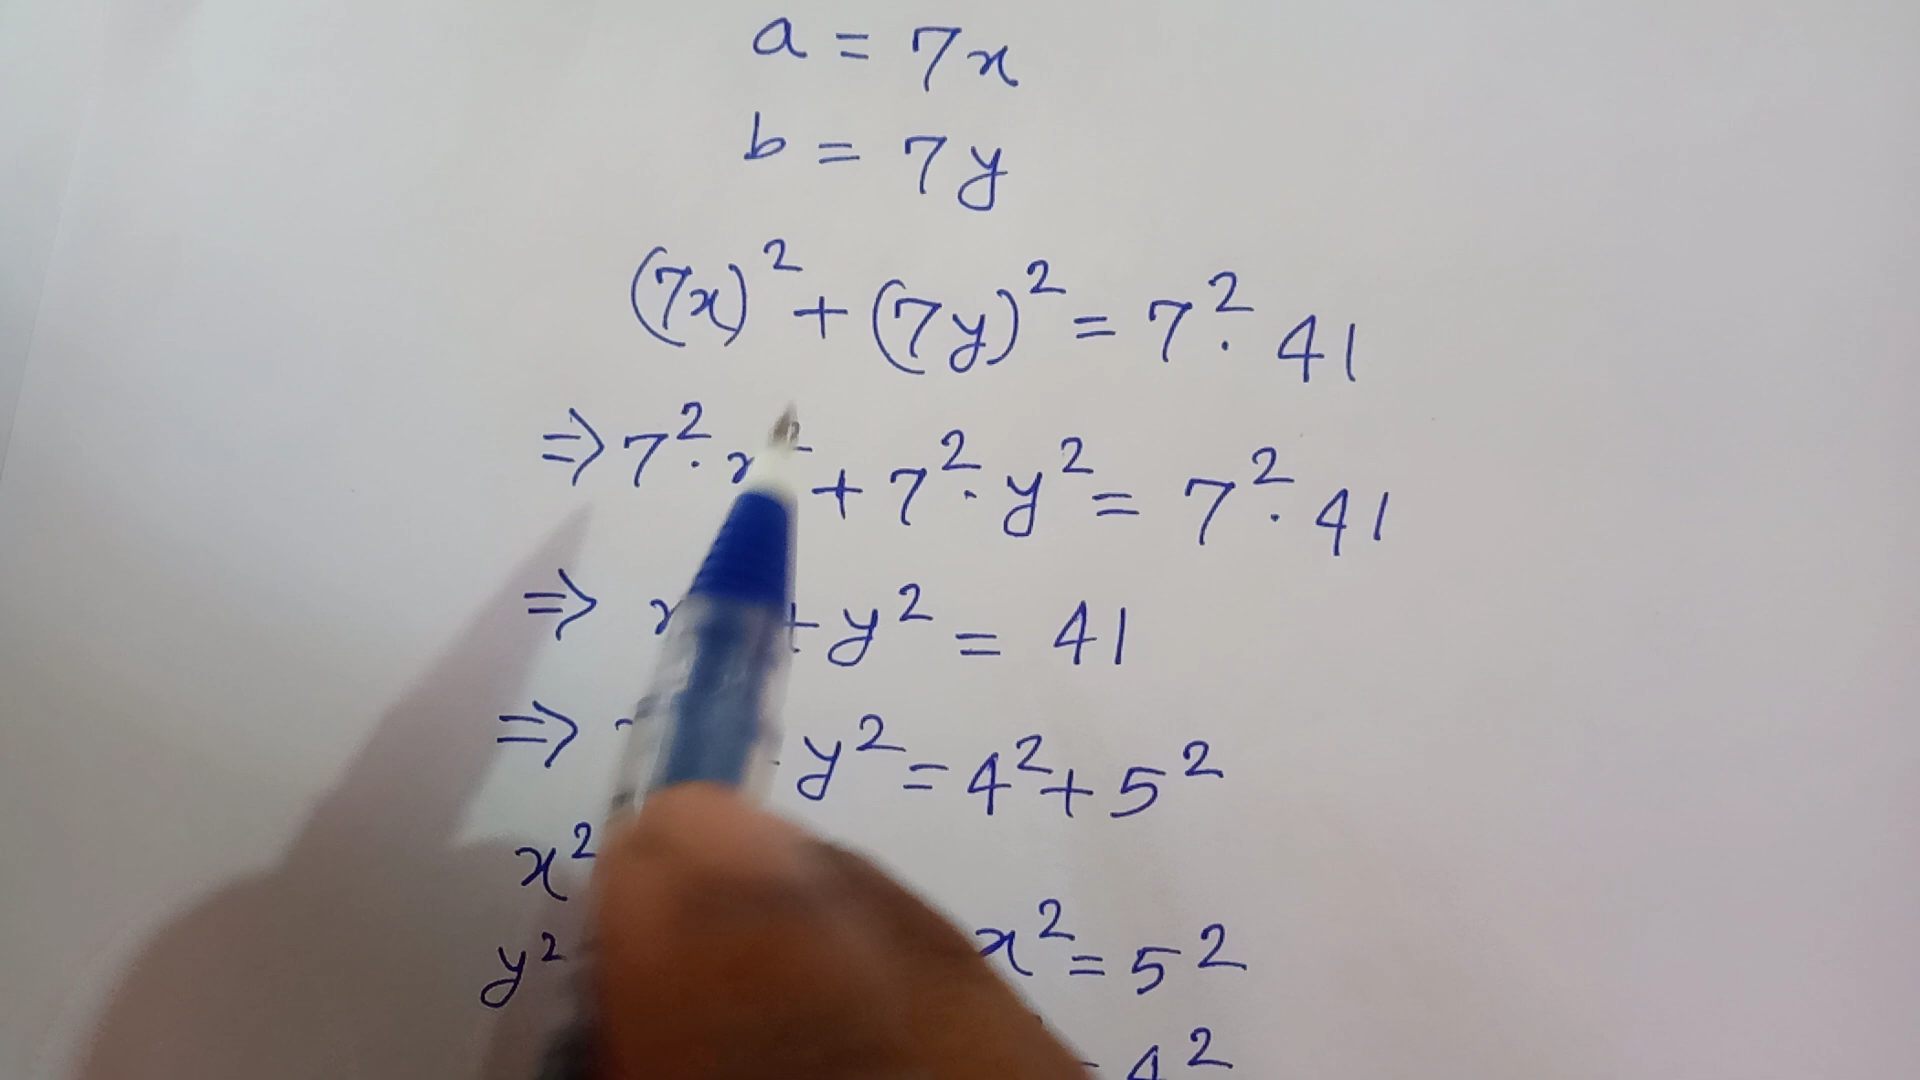 a = 7x
b = 7y
(7x)² + (7y)² = 7² · 41
⇒ 7² · + 7² · y² = 7² · 41
⇒ + y² = 41
⇒ y² = 4² + 5²
x²
y²
x² = 5²
4²